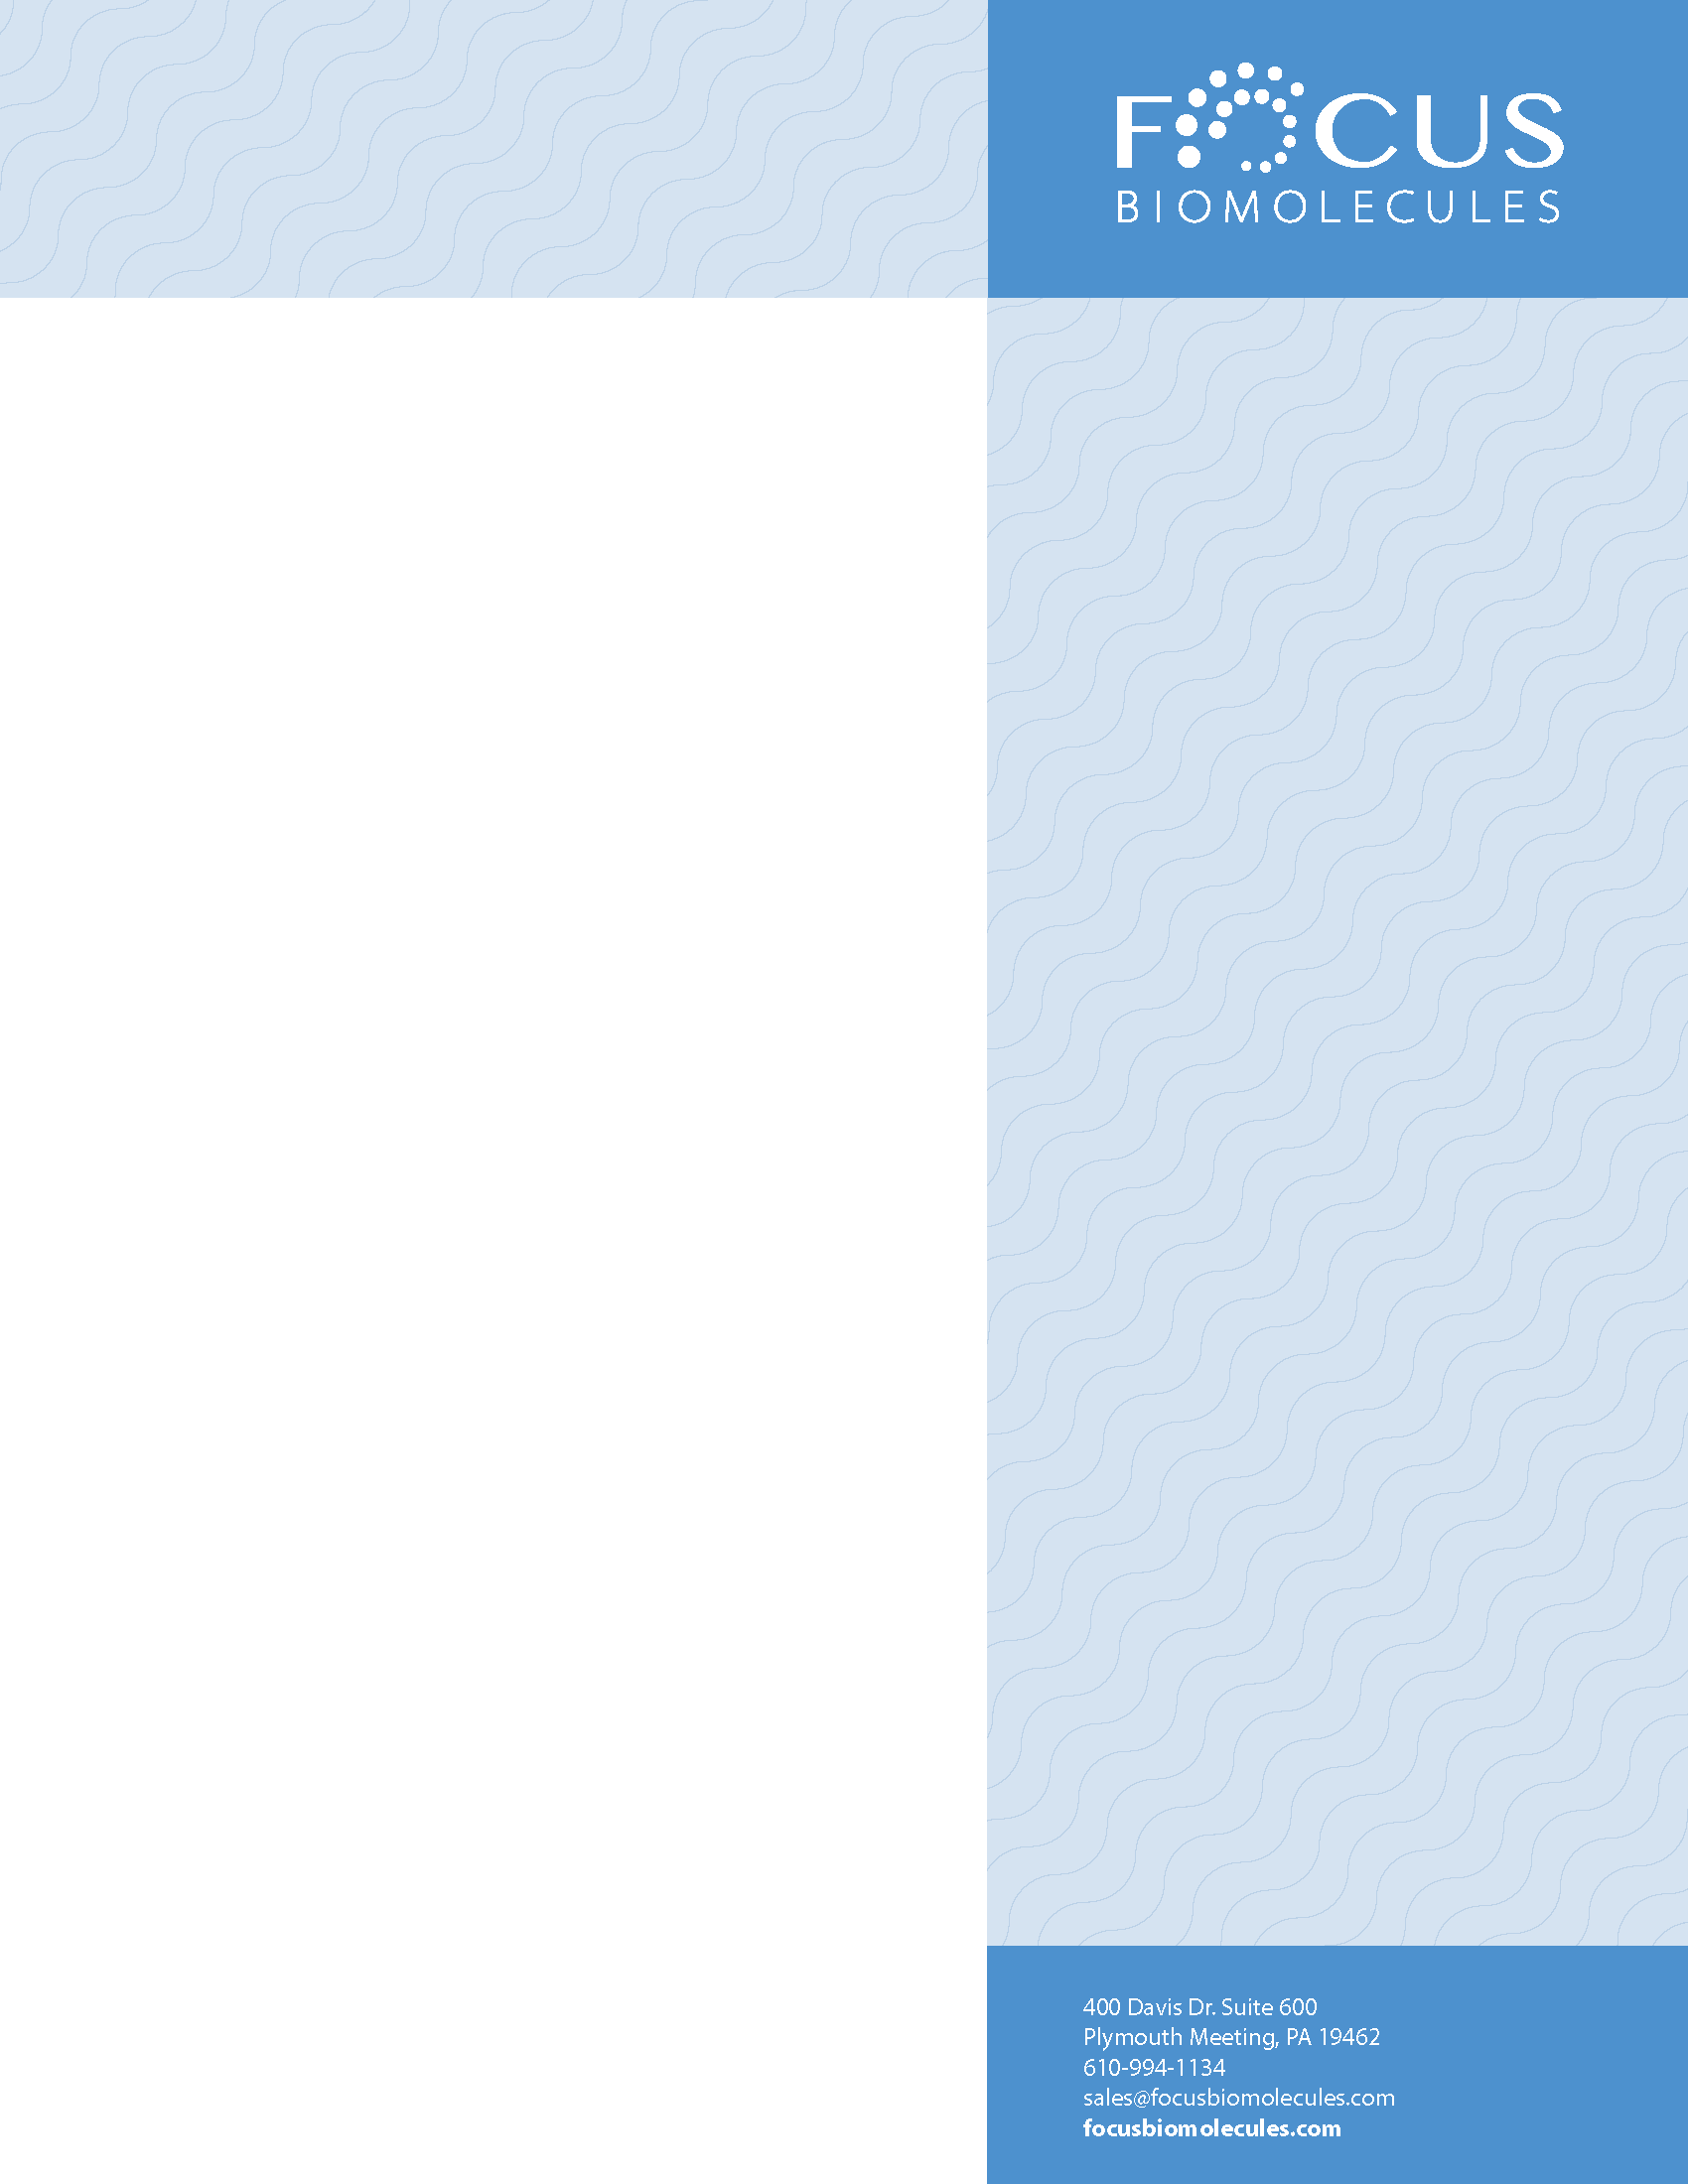 FOCUS
BIOMOLECULES
400 Davis Dr. Suite 600
Plymouth Meeting, PA 19462
610-994-1134
sales@focusbiomolecules.com
focusbiomolecules.com